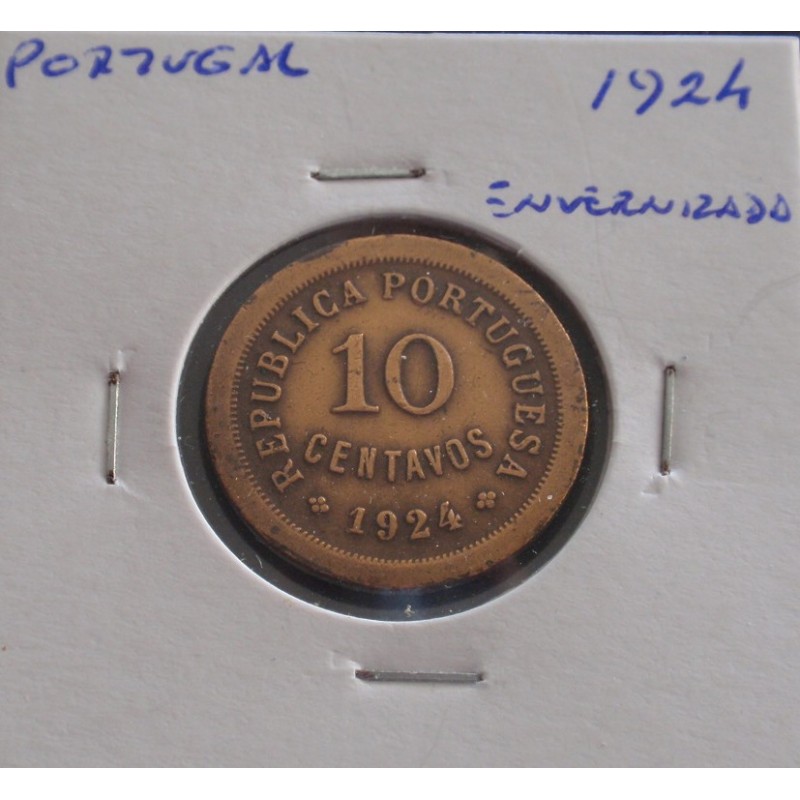 PORTUGAL 1924
ENVERNIZADO
REPUBLICA PORTUGUESA
10
CENTAVOS
1924